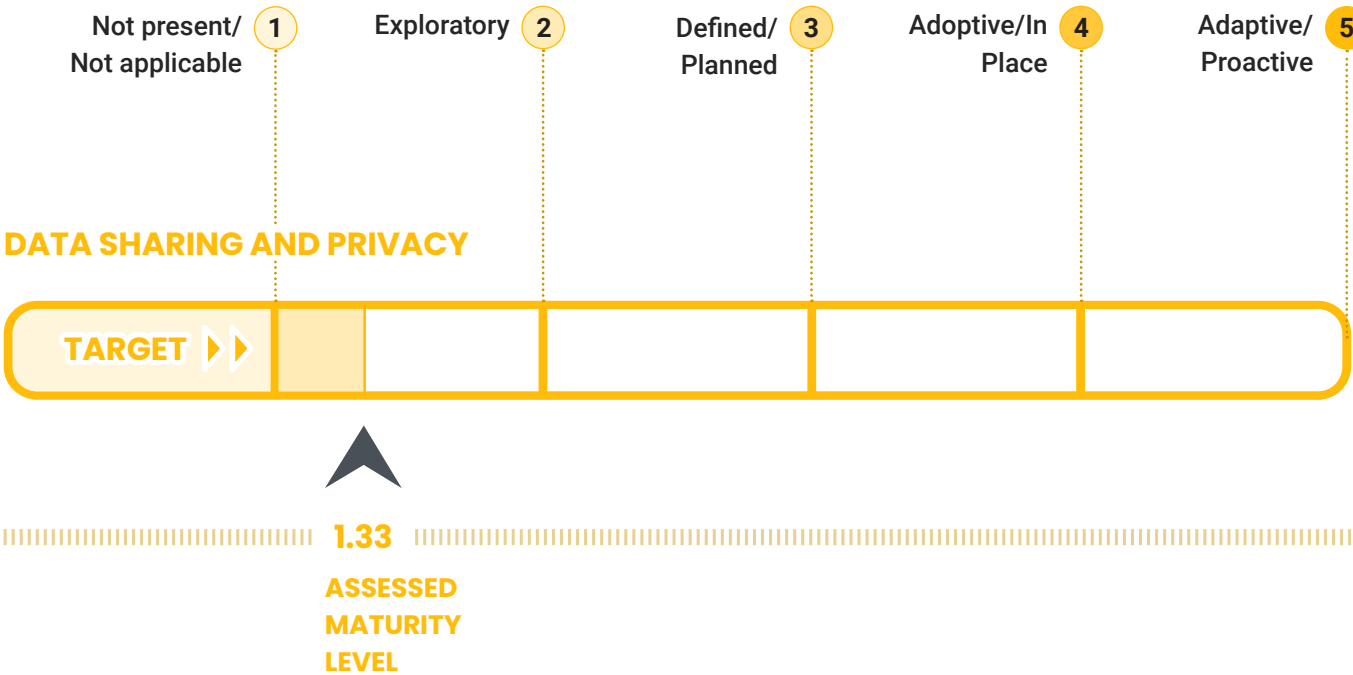 Not present/
Not applicable
1
Exploratory
2
Defined/
Planned
3
Adoptive/In
Place
4
Adaptive/
Proactive
5
DATA SHARING AND PRIVACY
TARGET
1.33
ASSESSED
MATURITY
LEVEL